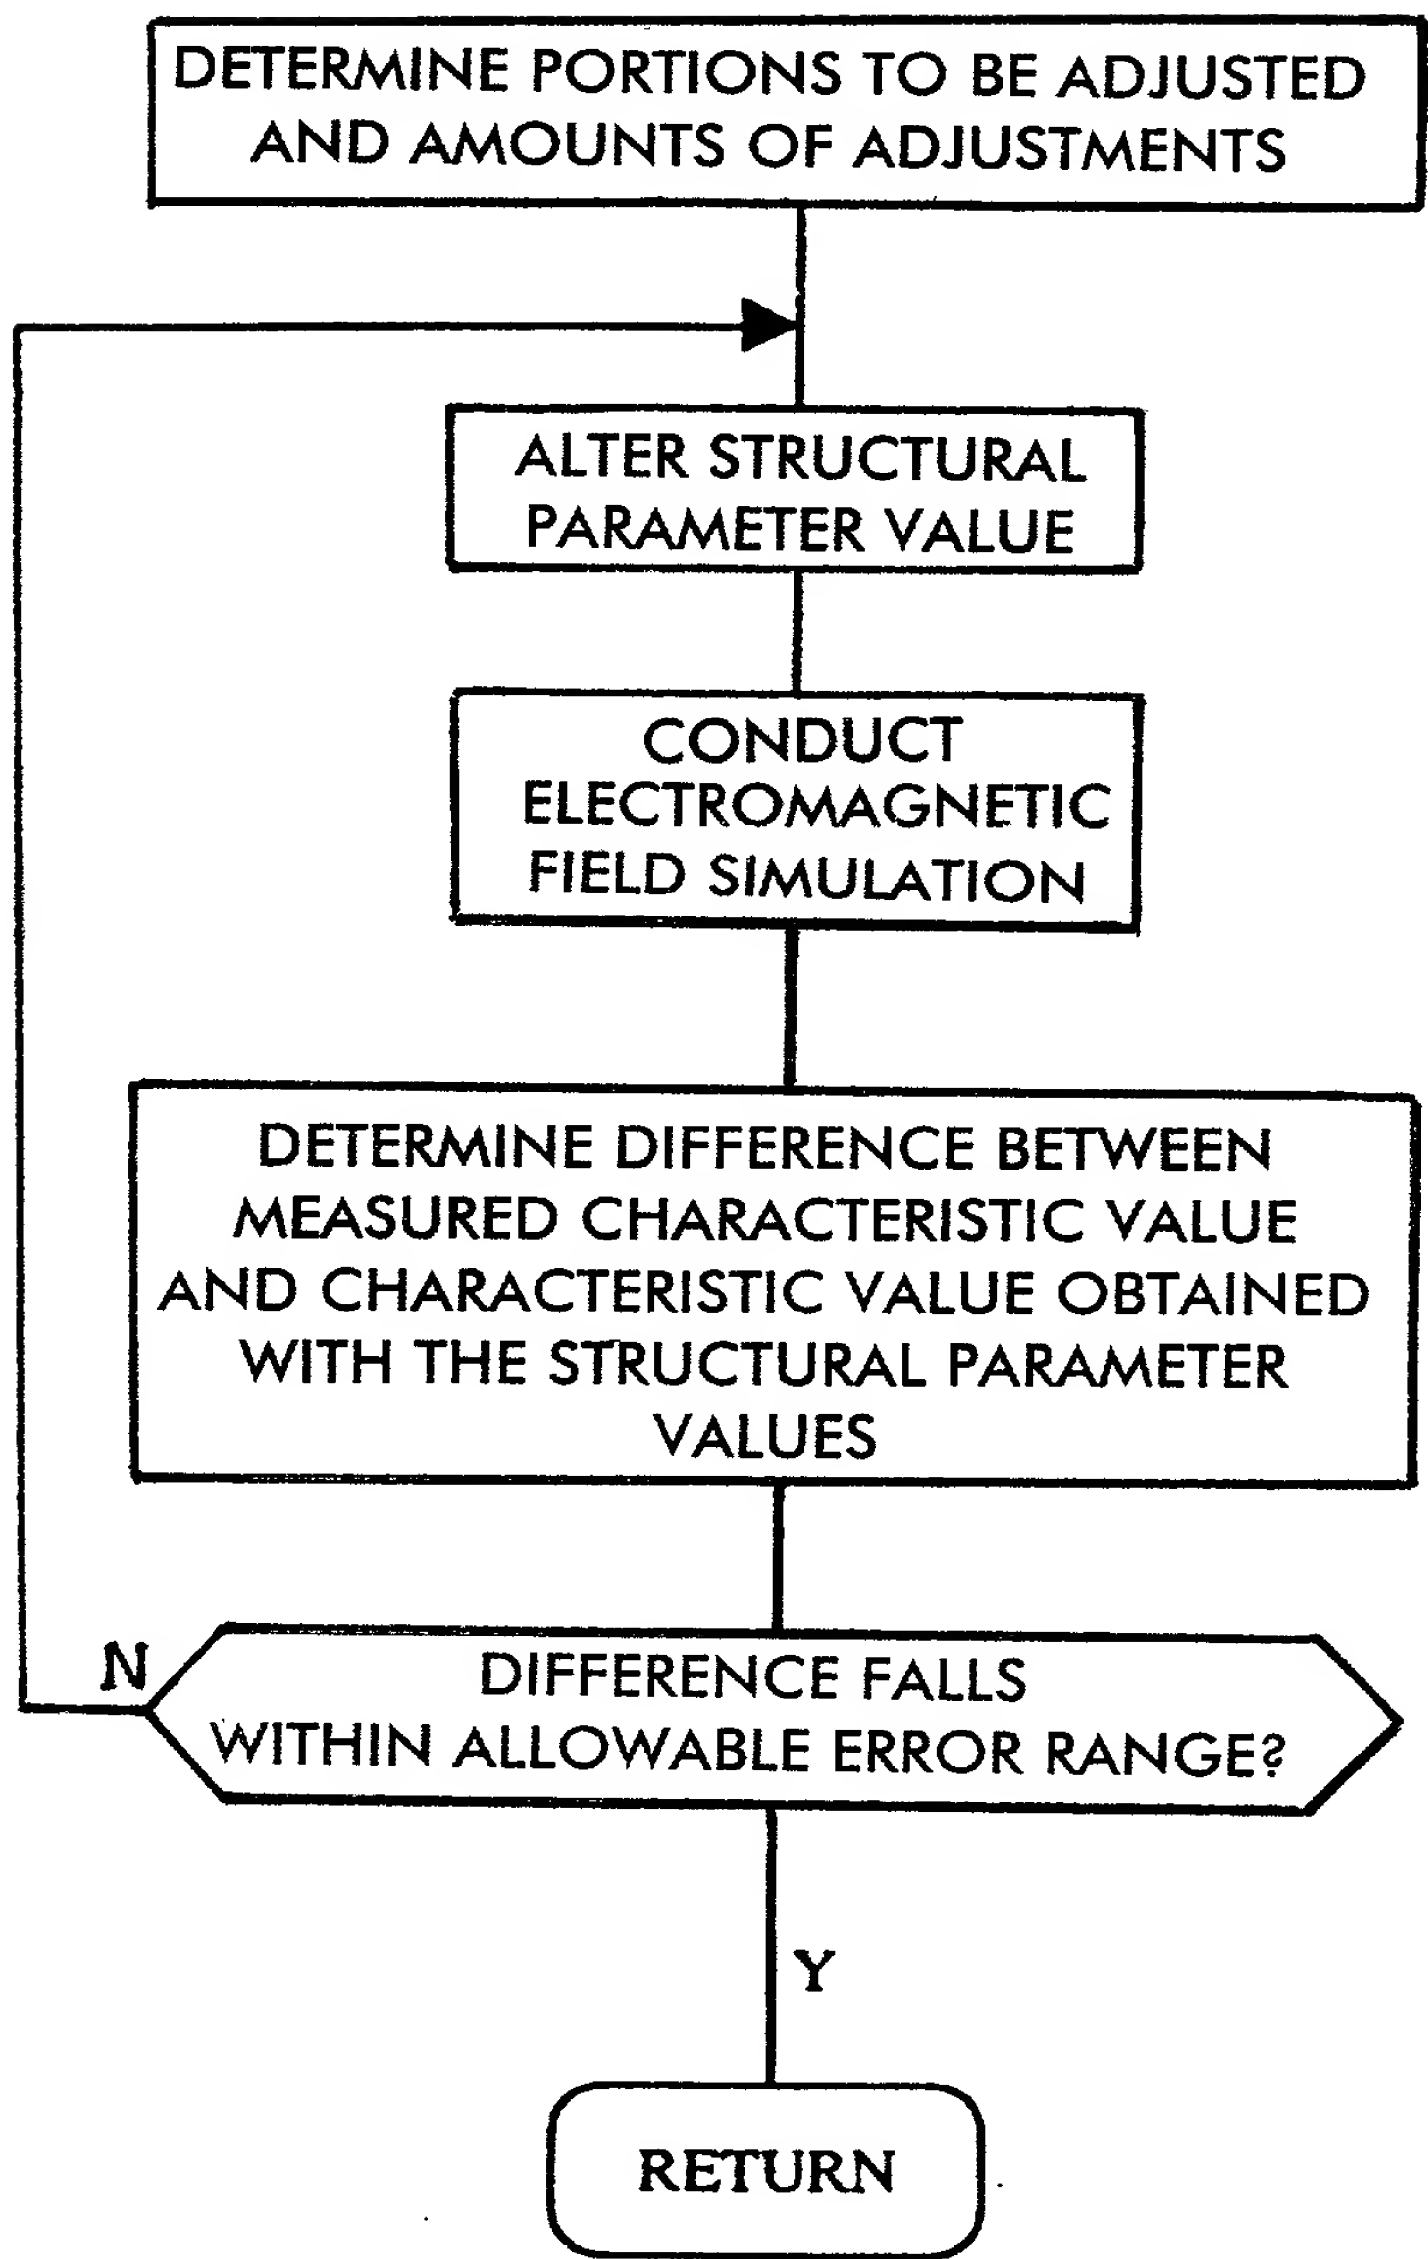 DETERMINE PORTIONS TO BE ADJUSTED
AND AMOUNTS OF ADJUSTMENTS
ALTER STRUCTURAL
PARAMETER VALUE
CONDUCT
ELECTROMAGNETIC
FIELD SIMULATION
DETERMINE DIFFERENCE BETWEEN
MEASURED CHARACTERISTIC VALUE
AND CHARACTERISTIC VALUE OBTAINED
WITH THE STRUCTURAL PARAMETER
VALUES
N
DIFFERENCE FALLS
WITHIN ALLOWABLE ERROR RANGE?
Y
RETURN